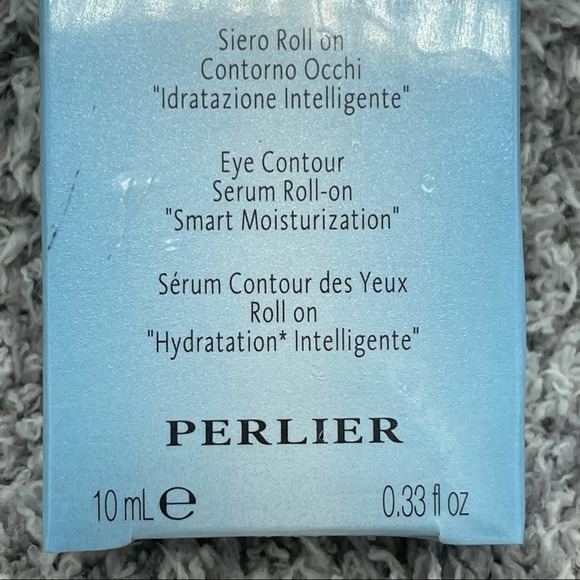 Siero Roll on
Contorno Occhi
"Idratazione Intelligente"
Eye Contour
Serum Roll-on
"Smart Moisturization"
Sérum Contour des Yeux
Roll on
"Hydratation* Intelligente"
PERLIER
10 mL ℮ 0.33 fl oz